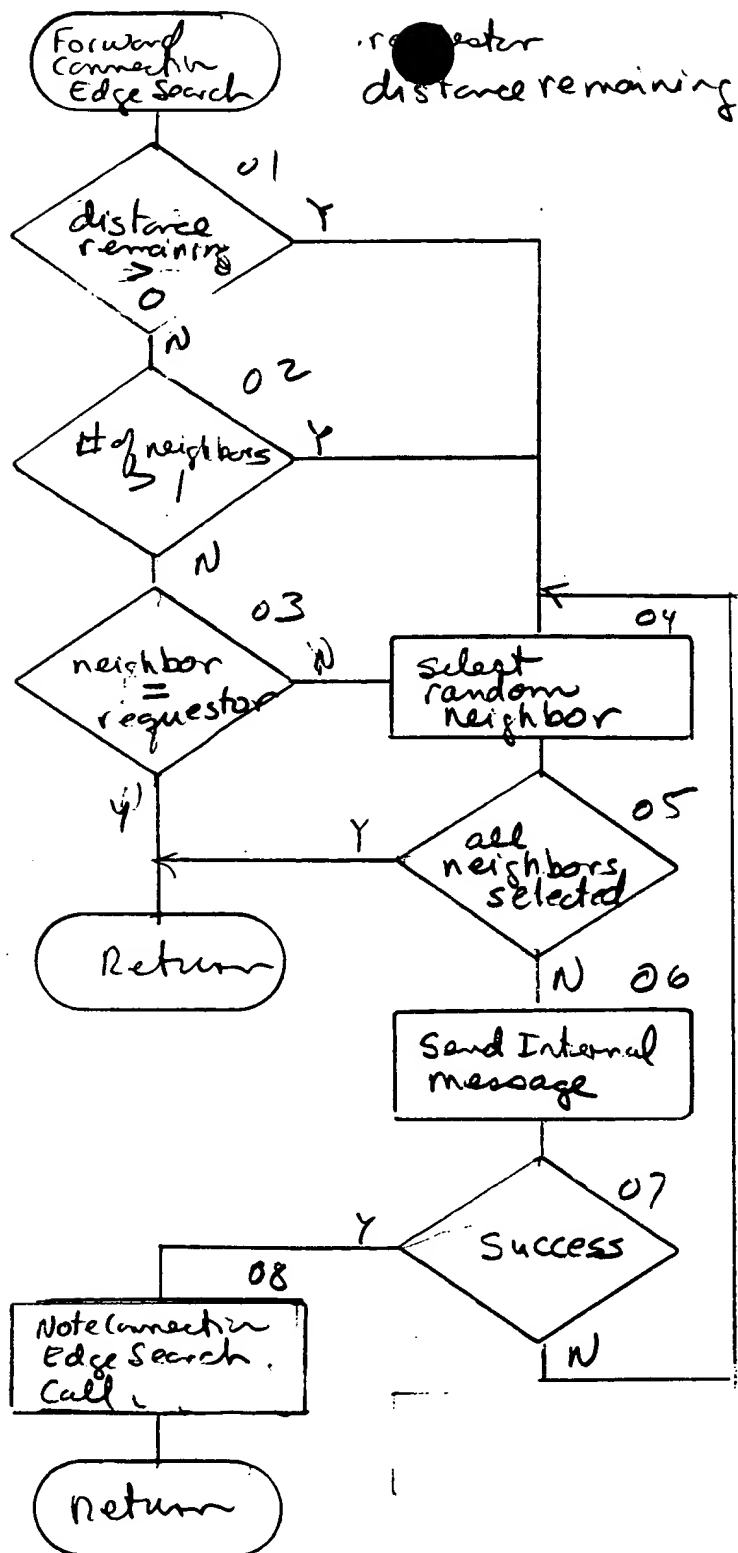 Forward
Connection
Edge Search
distance remaining
01
distance
remaining
>
0
Y
N
02
# of neighbors
> 1
Y
N
03
neighbor
=
requestor
N
Y
04
select
random
neighbor
05
all
neighbors
selected
Y
N
Return
06
Send Internal
message
07
Success
Y
N
08
Note Connection
Edge Search
Call
Return